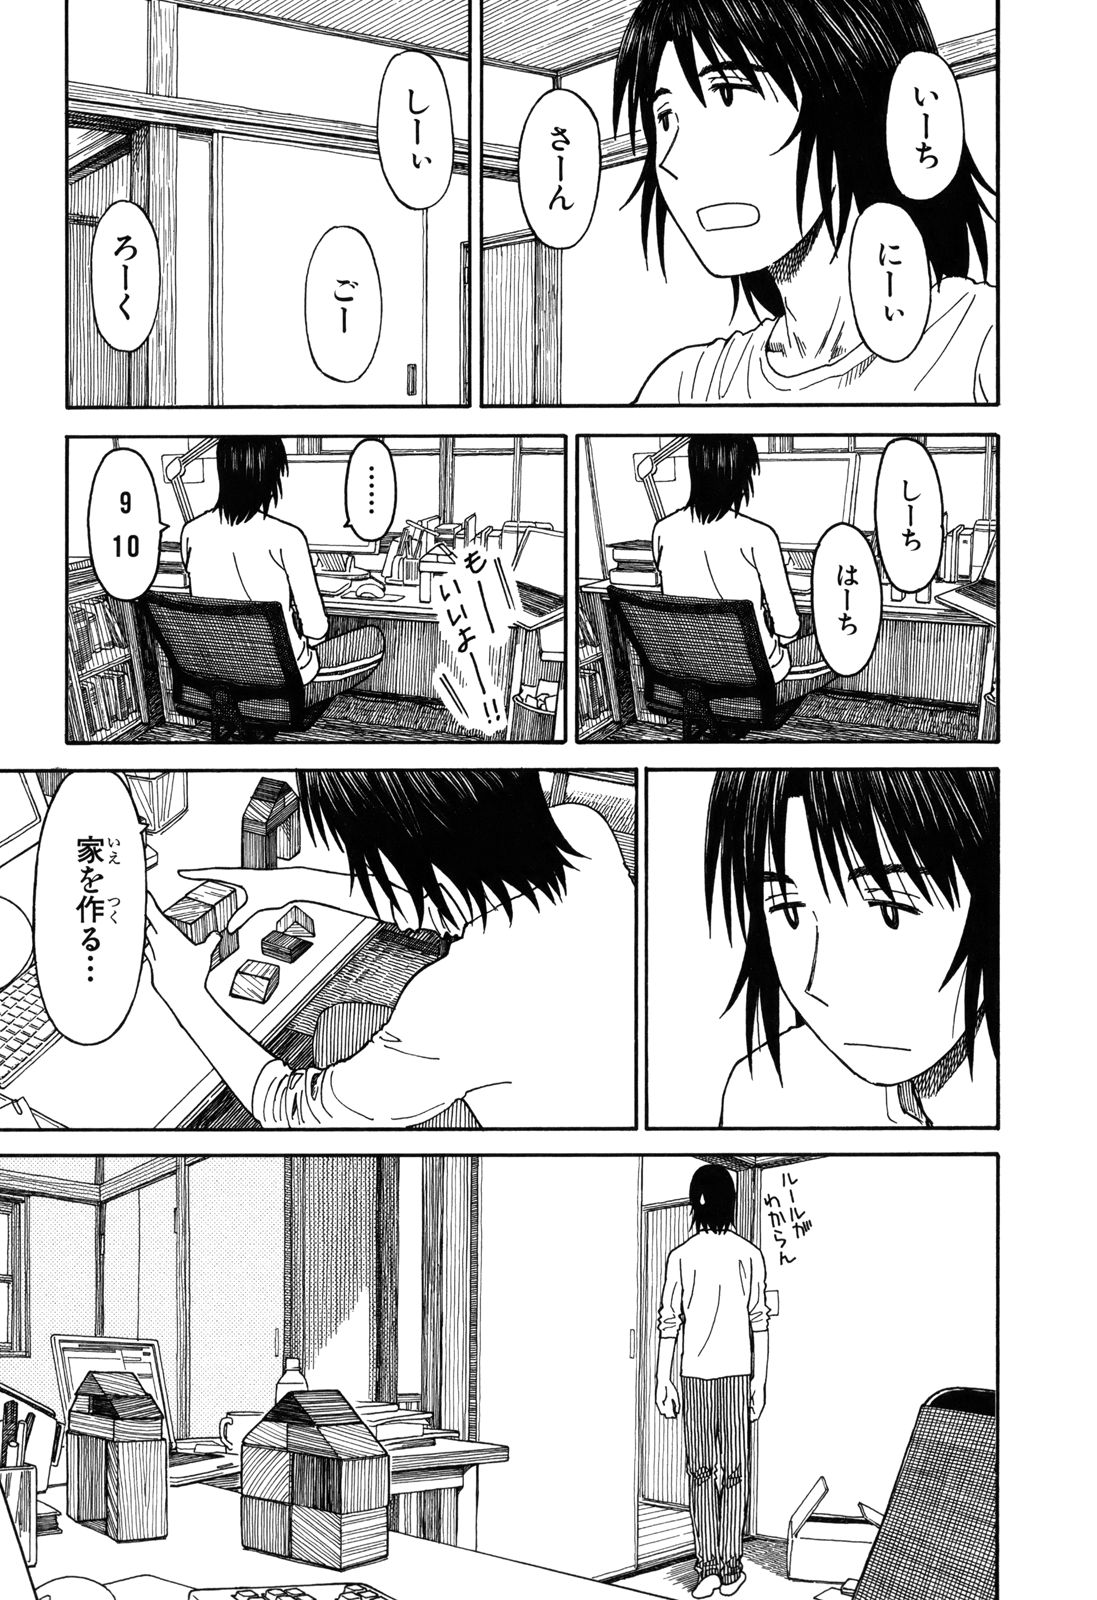 いーち
にーぃ
さーん
しーぃ
ごー
ろーく
しーち
はーち
……
もーいいよー!!
9
10
家を作る…
いえ
つく
ルールが
わからん